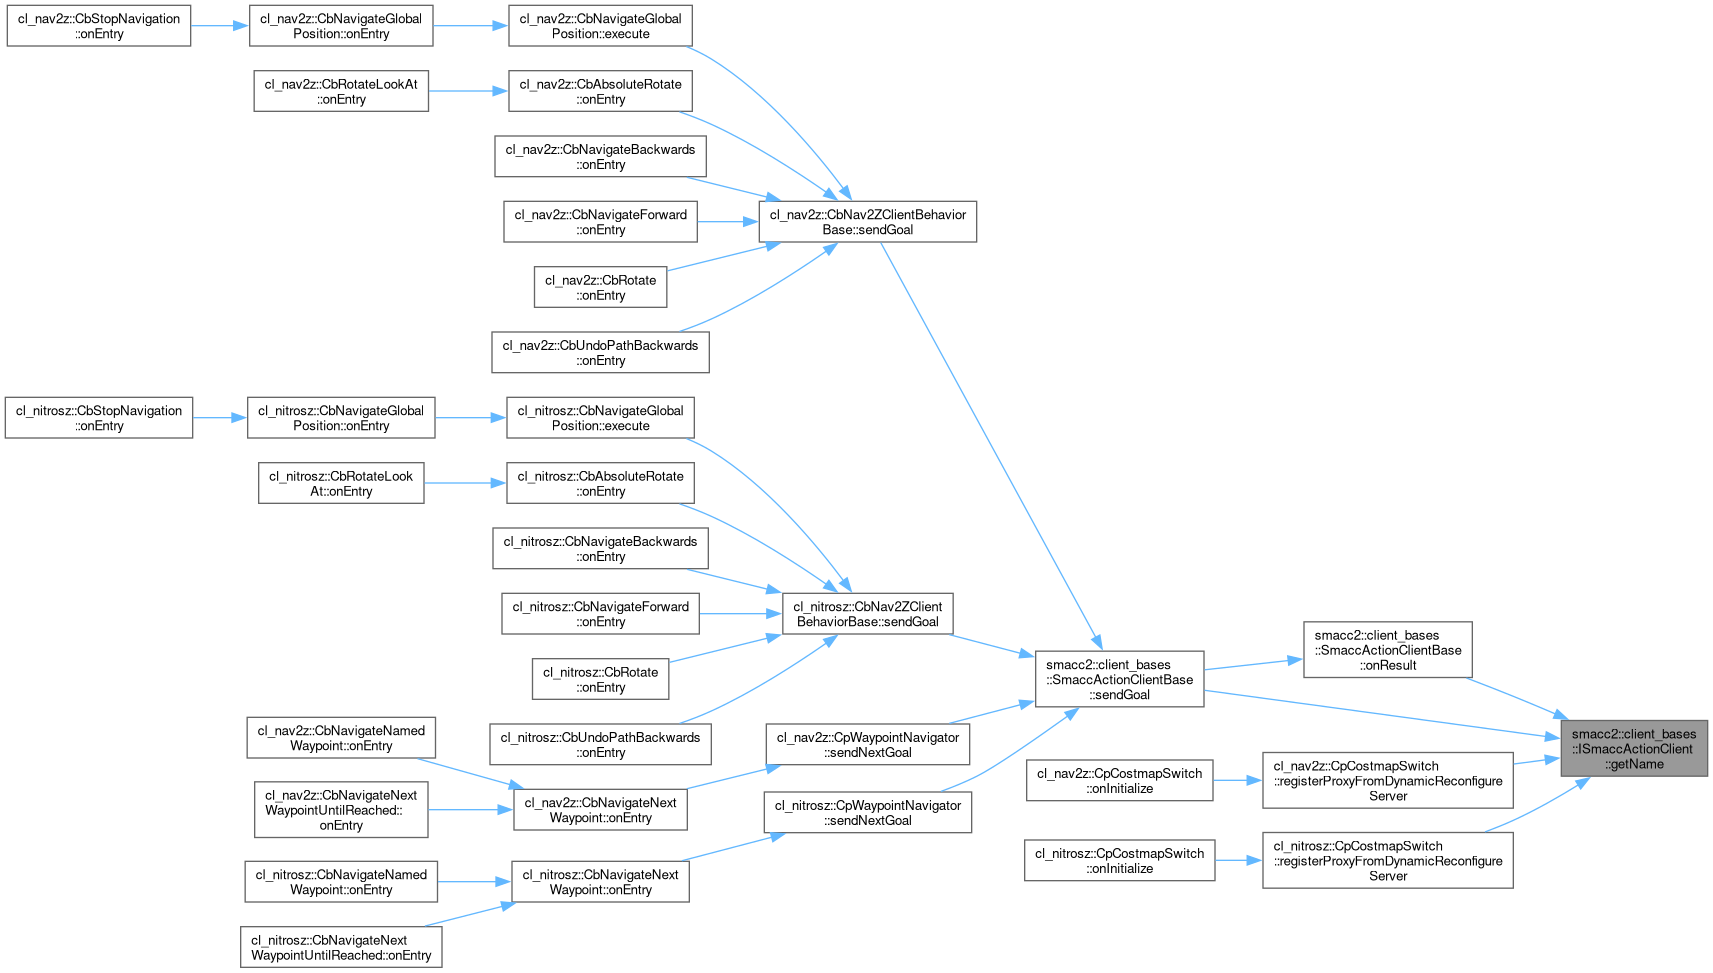 cl_nav2z::CbStopNavigation
::onEntry
cl_nav2z::CbNavigateGlobal
Position::onEntry
cl_nav2z::CbNavigateGlobal
Position::execute
cl_nav2z::CbRotateLookAt
::onEntry
cl_nav2z::CbAbsoluteRotate
::onEntry
cl_nav2z::CbNavigateBackwards
::onEntry
cl_nav2z::CbNavigateForward
::onEntry
cl_nav2z::CbNav2ZClientBehavior
Base::sendGoal
cl_nav2z::CbRotate
::onEntry
cl_nav2z::CbUndoPathBackwards
::onEntry
cl_nitrosz::CbStopNavigation
::onEntry
cl_nitrosz::CbNavigateGlobal
Position::onEntry
cl_nitrosz::CbNavigateGlobal
Position::execute
cl_nitrosz::CbRotateLook
At::onEntry
cl_nitrosz::CbAbsoluteRotate
::onEntry
cl_nitrosz::CbNavigateBackwards
::onEntry
cl_nitrosz::CbNavigateForward
::onEntry
cl_nitrosz::CbNav2ZClient
BehaviorBase::sendGoal
cl_nitrosz::CbRotate
::onEntry
cl_nitrosz::CbUndoPathBackwards
::onEntry
smacc2::client_bases
::SmaccActionClientBase
::sendGoal
smacc2::client_bases
::SmaccActionClientBase
::onResult
smacc2::client_bases
::ISmaccActionClient
::getName
cl_nav2z::CbNavigateNamed
Waypoint::onEntry
cl_nav2z::CpWaypointNavigator
::sendNextGoal
cl_nav2z::CpCostmapSwitch
::onInitialize
cl_nav2z::CpCostmapSwitch
::registerProxyFromDynamicReconfigure
Server
cl_nav2z::CbNavigateNext
WaypointUntilReached::
onEntry
cl_nav2z::CbNavigateNext
Waypoint::onEntry
cl_nitrosz::CpWaypointNavigator
::sendNextGoal
cl_nitrosz::CpCostmapSwitch
::onInitialize
cl_nitrosz::CpCostmapSwitch
::registerProxyFromDynamicReconfigure
Server
cl_nitrosz::CbNavigateNamed
Waypoint::onEntry
cl_nitrosz::CbNavigateNext
Waypoint::onEntry
cl_nitrosz::CbNavigateNext
WaypointUntilReached::onEntry